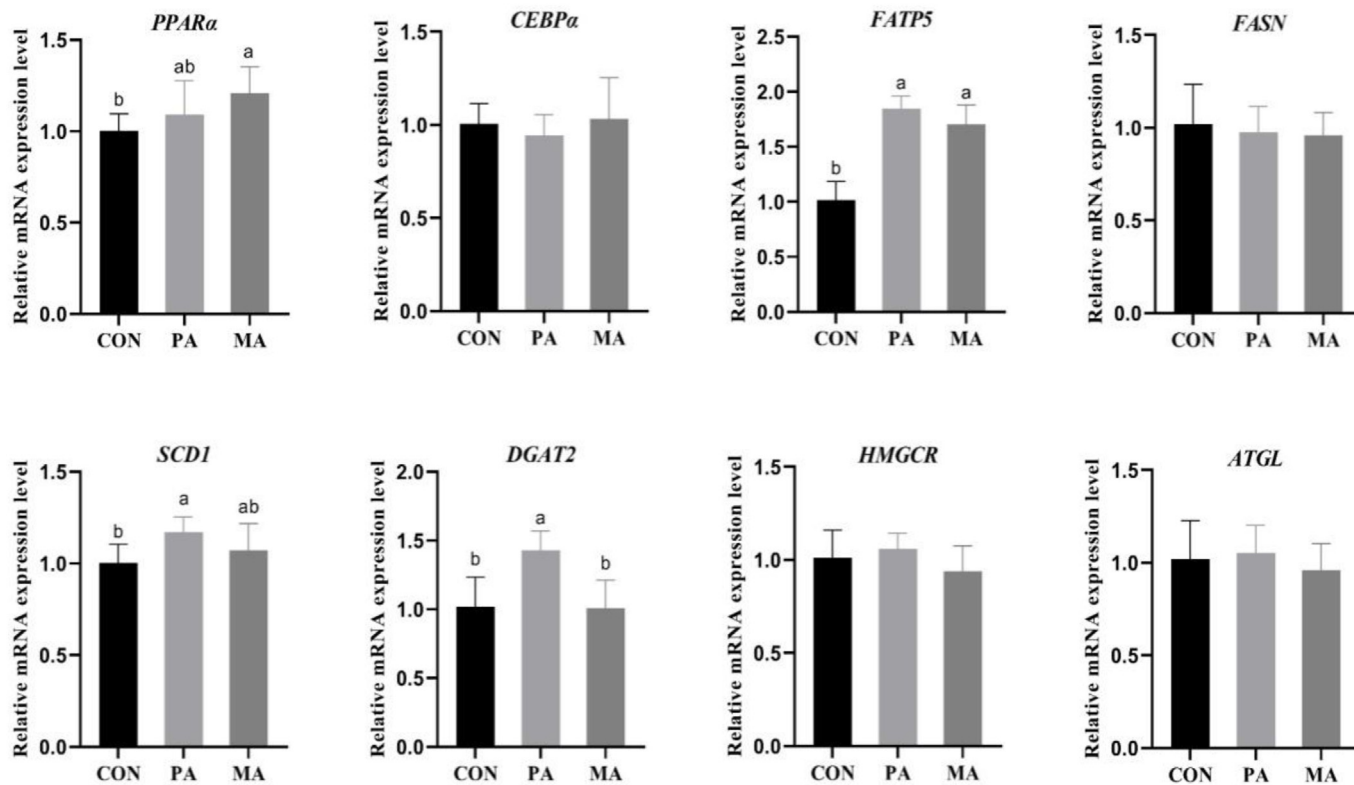 PPARα
Relative mRNA expression level
1.5
1.0
0.5
0.0
b
ab
a
CON PA MA
CEBPα
Relative mRNA expression level
1.5
1.0
0.5
0.0
CON PA MA
FATP5
Relative mRNA expression level
2.5
2.0
1.5
1.0
0.5
0.0
b
a
a
CON PA MA
FASN
Relative mRNA expression level
1.5
1.0
0.5
0.0
CON PA MA
SCD1
Relative mRNA expression level
1.5
1.0
0.5
0.0
b
a
ab
CON PA MA
DGAT2
Relative mRNA expression level
2.0
1.5
1.0
0.5
0.0
b
a
b
CON PA MA
HMGCR
Relative mRNA expression level
1.5
1.0
0.5
0.0
CON PA MA
ATGL
Relative mRNA expression level
1.5
1.0
0.5
0.0
CON PA MA